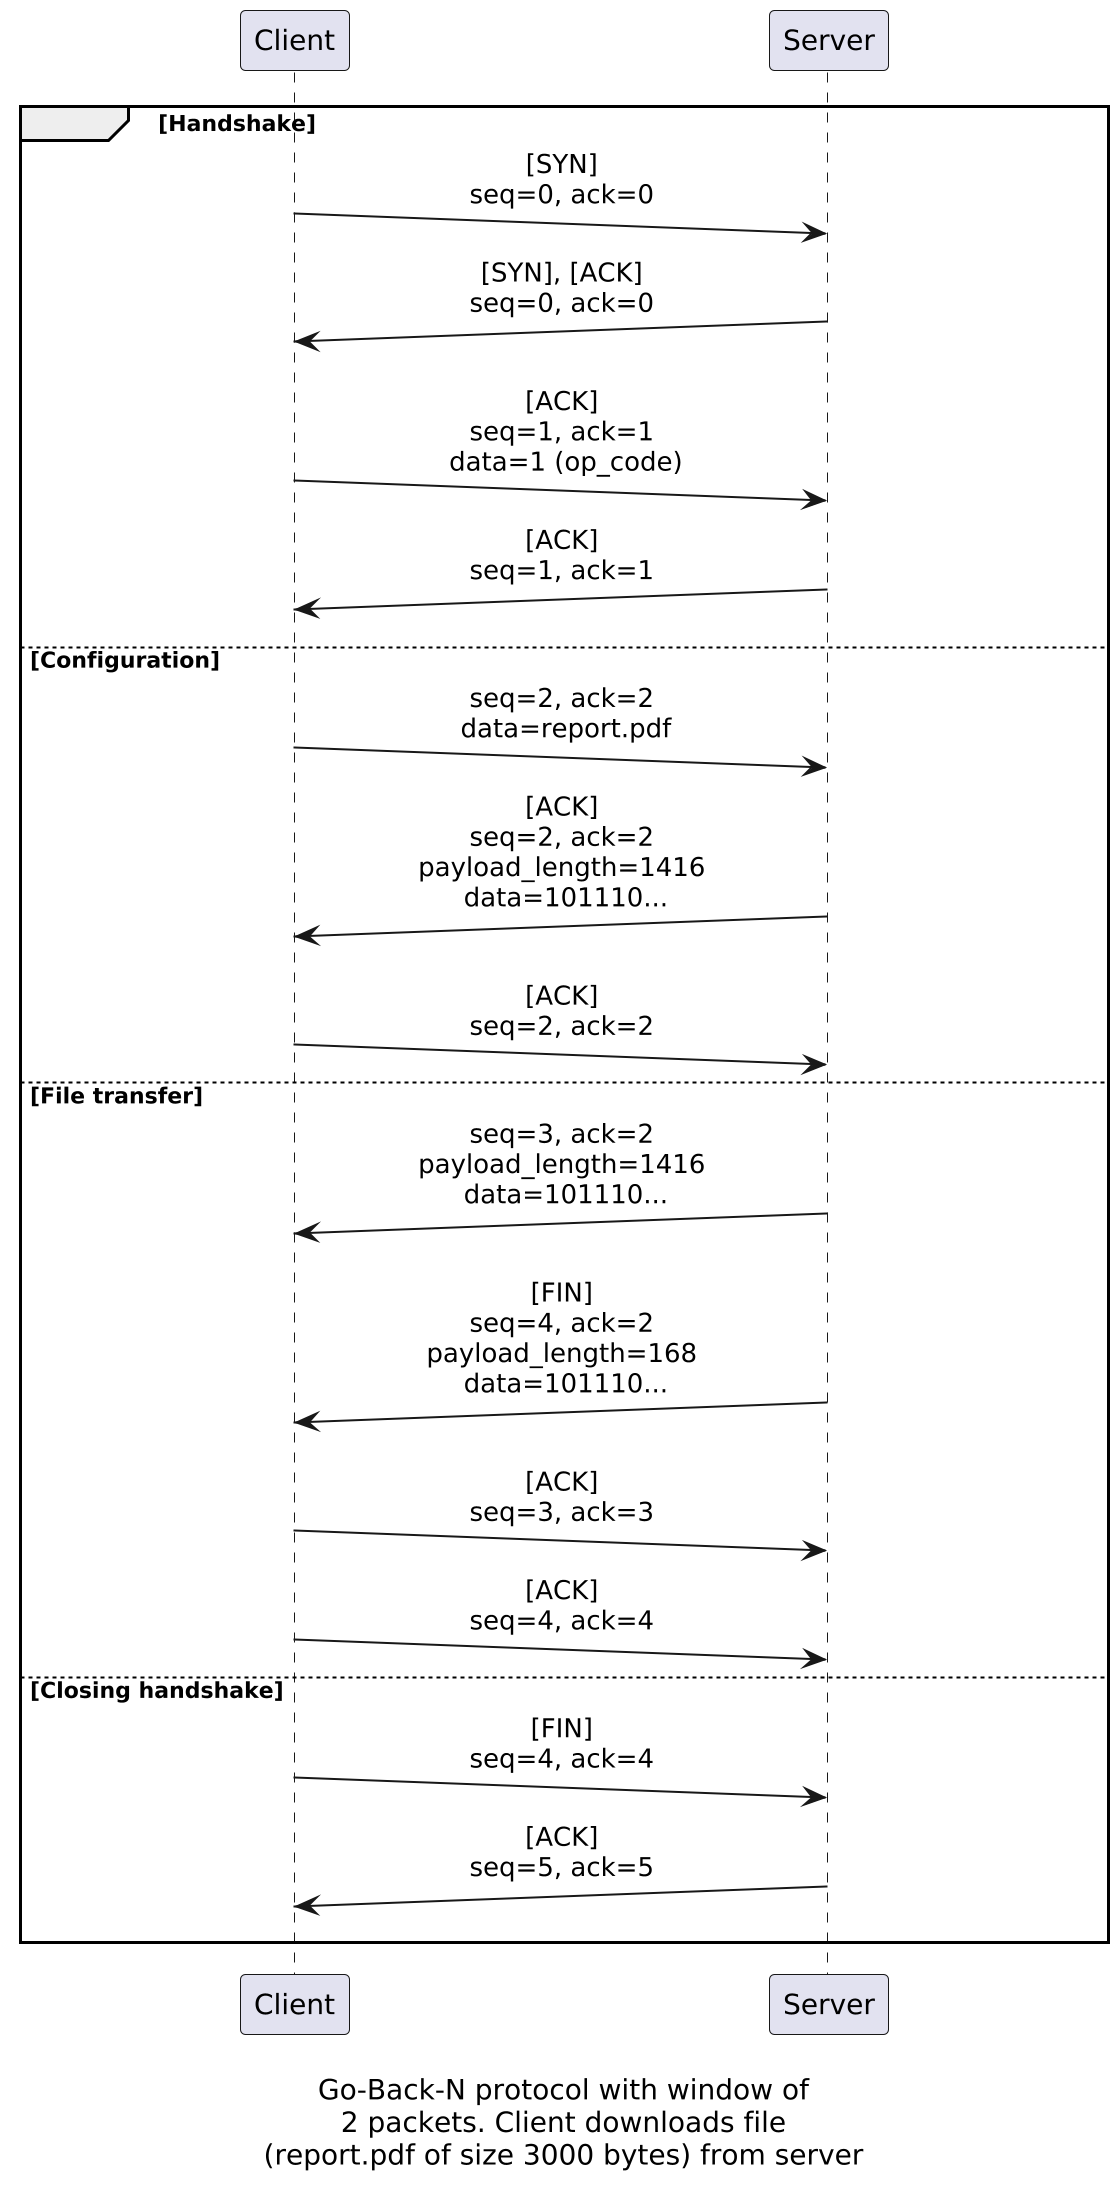 Client
Server
[Handshake]
[SYN]
seq=0, ack=0
[SYN], [ACK]
seq=0, ack=0
[ACK]
seq=1, ack=1
data=1 (op_code)
[ACK]
seq=1, ack=1
[Configuration]
seq=2, ack=2
data=report.pdf
[ACK]
seq=2, ack=2
payload_length=1416
data=101110...
[ACK]
seq=2, ack=2
[File transfer]
seq=3, ack=2
payload_length=1416
data=101110...
[FIN]
seq=4, ack=2
payload_length=168
data=101110...
[ACK]
seq=3, ack=3
[ACK]
seq=4, ack=4
[Closing handshake]
[FIN]
seq=4, ack=4
[ACK]
seq=5, ack=5
Client
Server
Go-Back-N protocol with window of
2 packets. Client downloads file
(report.pdf of size 3000 bytes) from server